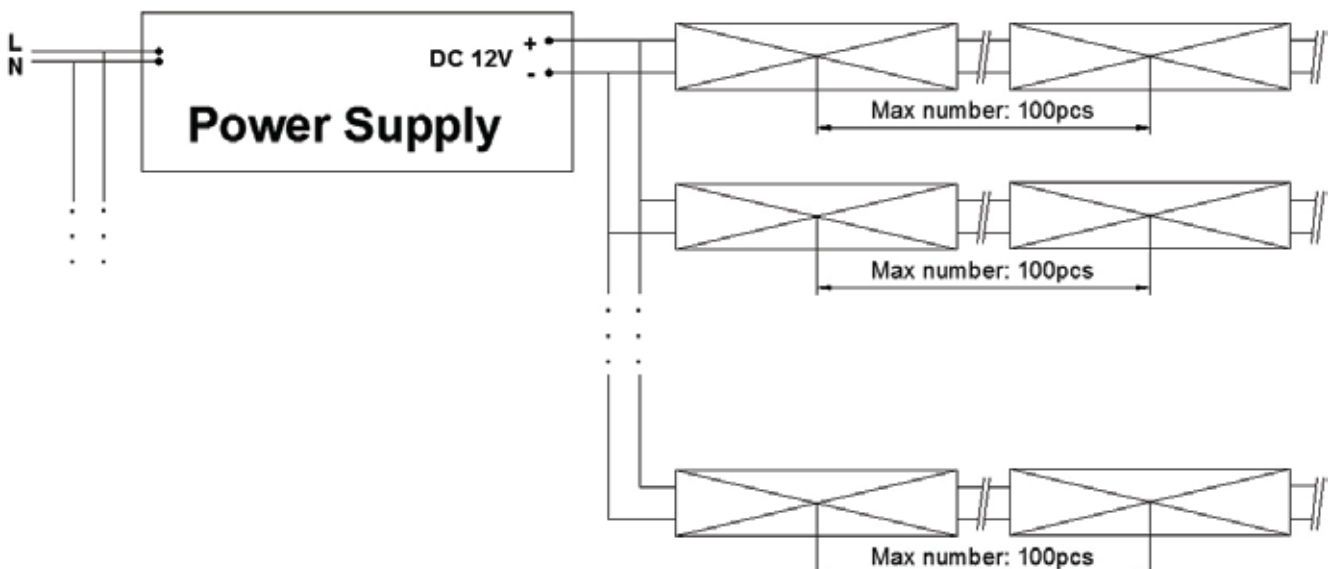 L
N
DC 12V
+
-
Power Supply
Max number: 100pcs
Max number: 100pcs
Max number: 100pcs